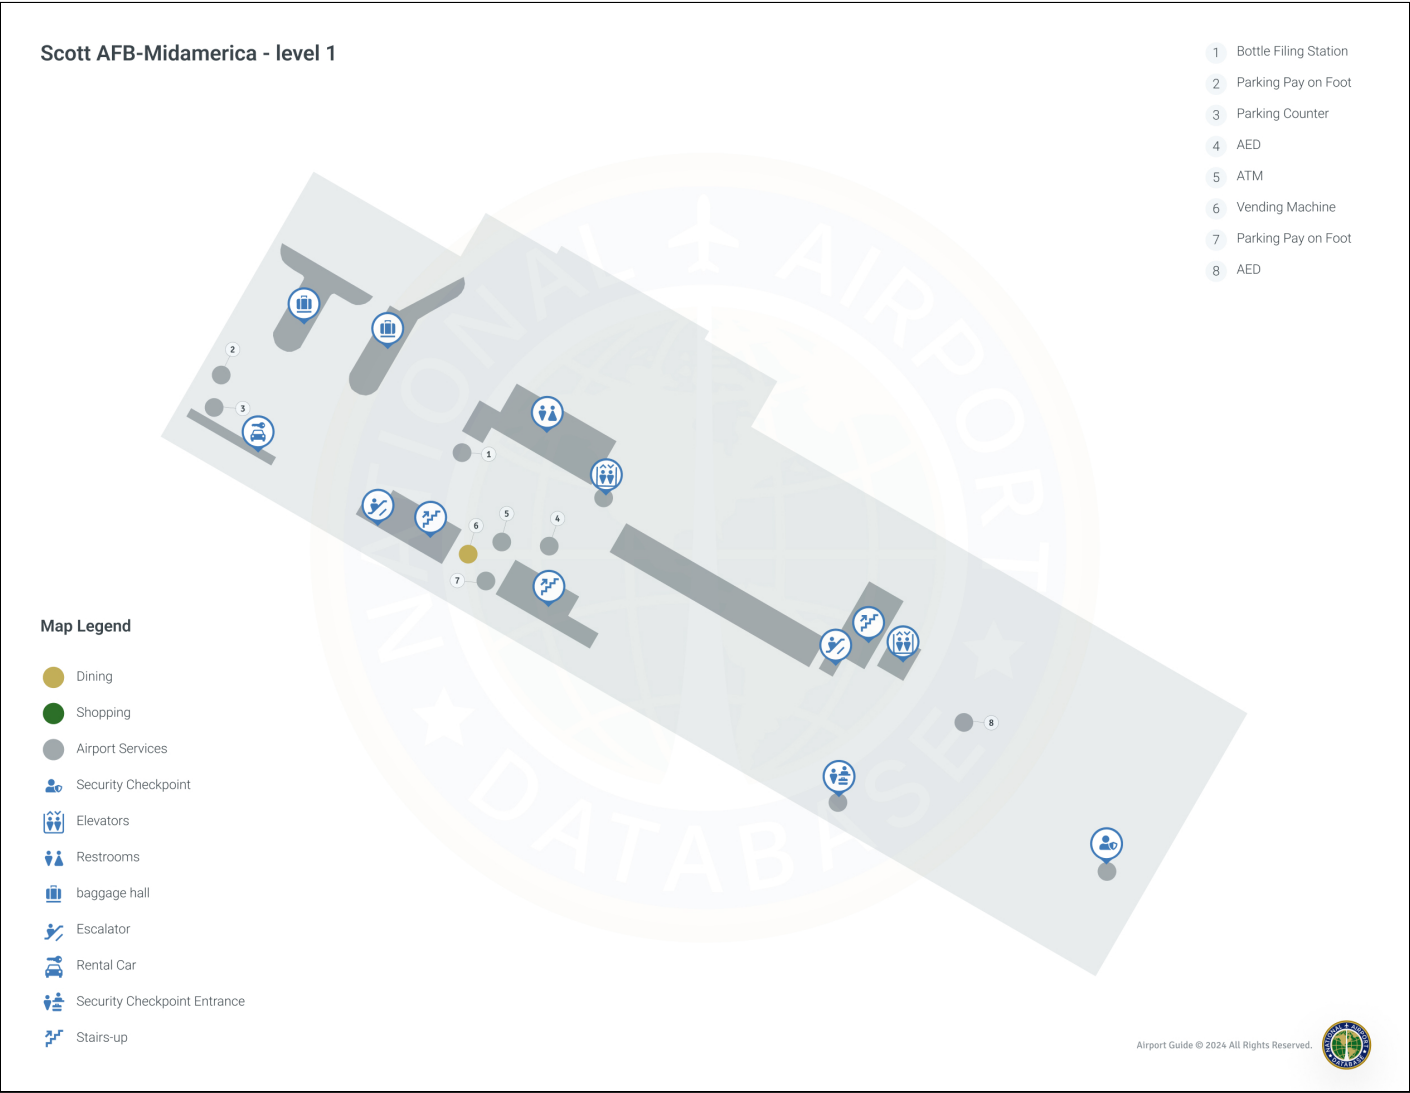 Scott AFB-Midamerica - level 1
1 Bottle Filing Station
2 Parking Pay on Foot
3 Parking Counter
4 AED
5 ATM
6 Vending Machine
7 Parking Pay on Foot
8 AED
NATIONAL AIRPORT
DATABASE
2
3
1
5
4
6
7
8
Map Legend
Dining
Shopping
Airport Services
Security Checkpoint
Elevators
Restrooms
baggage hall
Escalator
Rental Car
Security Checkpoint Entrance
Stairs-up
Airport Guide © 2024 All Rights Reserved.
NATIONAL AIRPORT
DATABASE